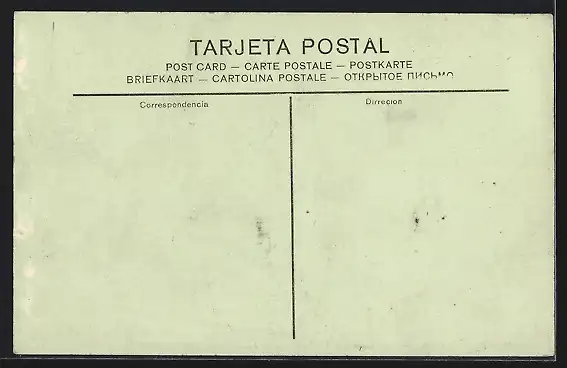 TARJETA POSTAL
POST CARD — CARTE POSTALE — POSTKARTE
BRIEFKAART — CARTOLINA POSTALE — ОТКРЫТОЕ ПИСЬМО
Correspondencia
Dirrecion